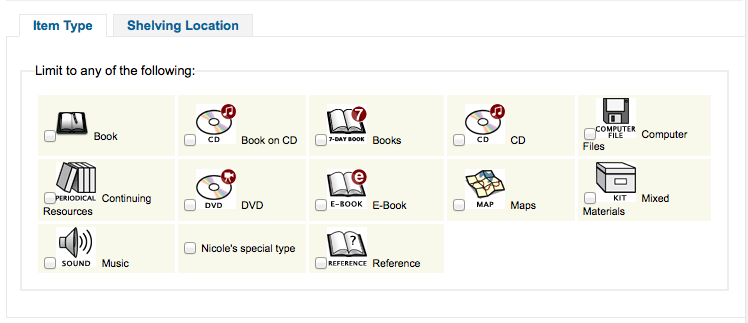 Item Type Shelving Location
Limit to any of the following:
Book
CD Book on CD
7
7-DAY BOOK Books
CD CD
COMPUTER FILE Computer
Files
PERIODICAL Continuing
Resources
DVD DVD
e
E-BOOK E-Book
MAP Maps
KIT Mixed
Materials
SOUND Music
Nicole's special type
?
REFERENCE Reference